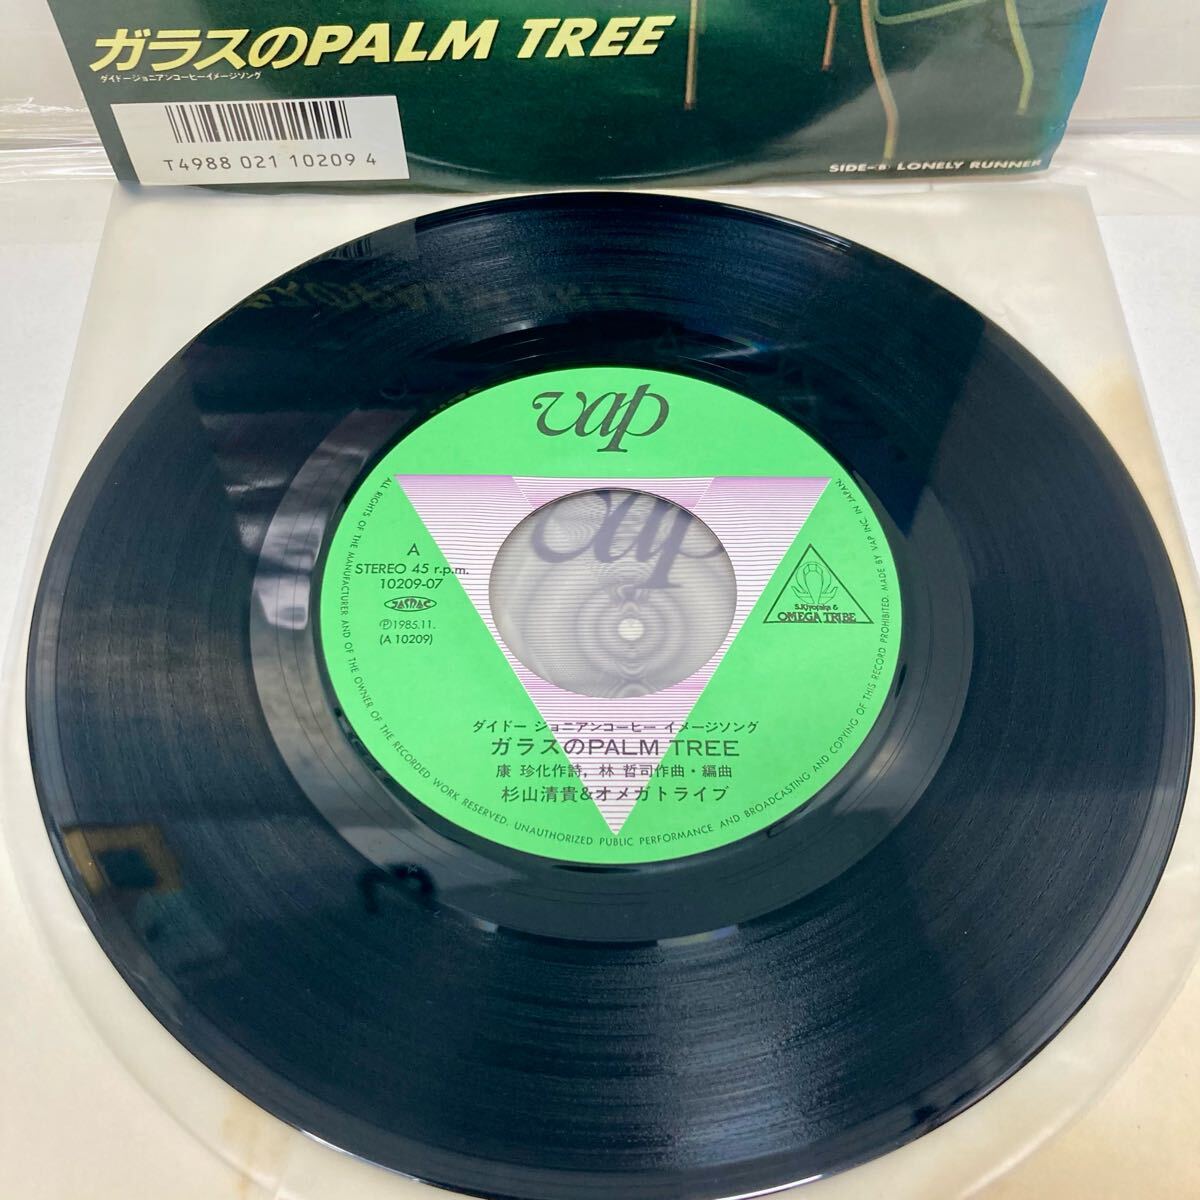 ガラスのPALM TREE
ダイドージョニアンコーヒーイメージソング
T4988 021 10209 4
SIDE-B LONELY RUNNER
vap
A
STEREO 45 r.p.m.
10209-07
JASRAC
Ⓟ1985.11.
(A 10209)
S.Kiyotaka &
OMEGA TRIBE
ダイドー ジョニアンコーヒー イメージソング
ガラスのPALM TREE
康 珍化作詩, 林 哲司作曲・編曲
杉山清貴&オメガトライブ
ALL RIGHTS OF THE MANUFACTURER AND OF THE OWNER OF THE RECORDED WORK RESERVED. UNAUTHORIZED PUBLIC PERFORMANCE AND BROADCASTING AND COPYING OF THIS RECORD PROHIBITED. MADE BY VAP INC IN JAPAN.